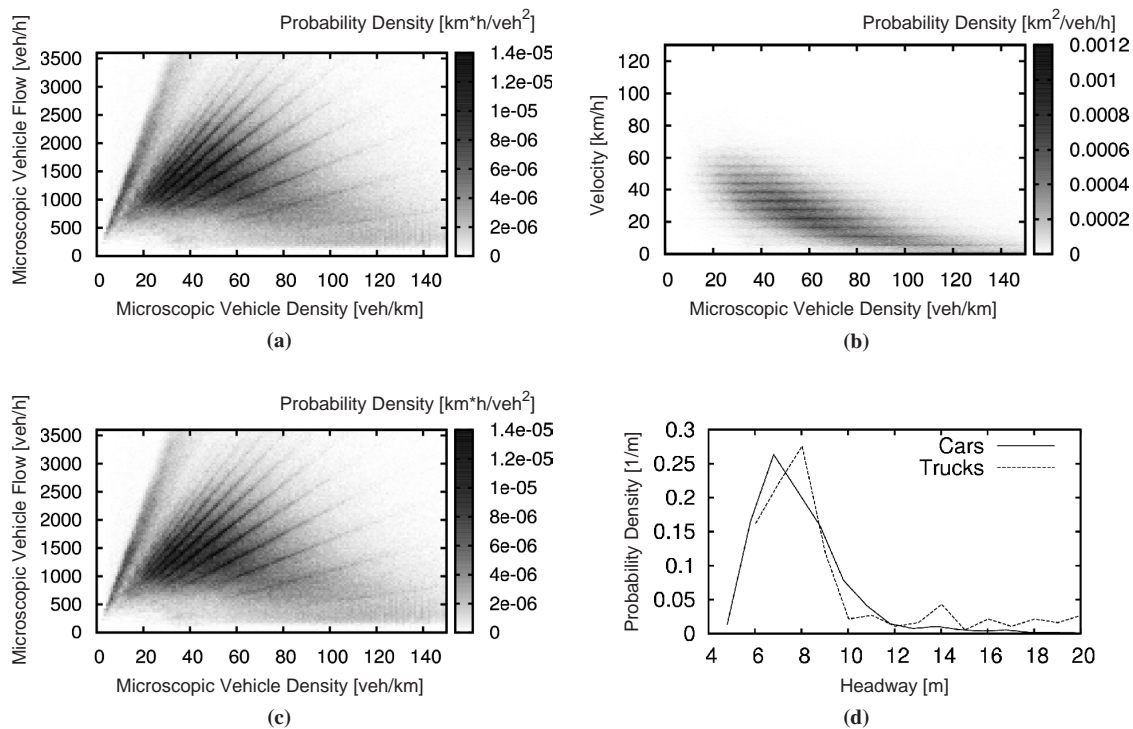 Probability Density [km*h/veh2]
Microscopic Vehicle Flow [veh/h]
3500
3000
2500
2000
1500
1000
500
0
0 20 40 60 80 100 120 140
Microscopic Vehicle Density [veh/km]
1.4e-05
1.2e-05
1e-05
8e-06
6e-06
4e-06
2e-06
0
(a)
Probability Density [km2/veh/h]
Velocity [km/h]
120
100
80
60
40
20
0
0 20 40 60 80 100 120 140
Microscopic Vehicle Density [veh/km]
0.0012
0.001
0.0008
0.0006
0.0004
0.0002
0
(b)
Probability Density [km*h/veh2]
Microscopic Vehicle Flow [veh/h]
3500
3000
2500
2000
1500
1000
500
0
0 20 40 60 80 100 120 140
Microscopic Vehicle Density [veh/km]
1.4e-05
1.2e-05
1e-05
8e-06
6e-06
4e-06
2e-06
0
(c)
Probability Density [1/m]
0.3
0.25
0.2
0.15
0.1
0.05
0
Cars
Trucks
4 6 8 10 12 14 16 18 20
Headway [m]
(d)